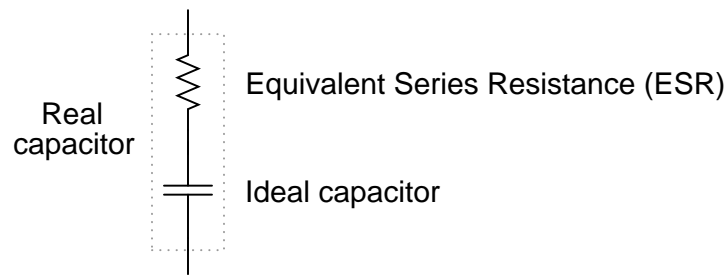 Equivalent Series Resistance (ESR)
Real
capacitor
Ideal capacitor